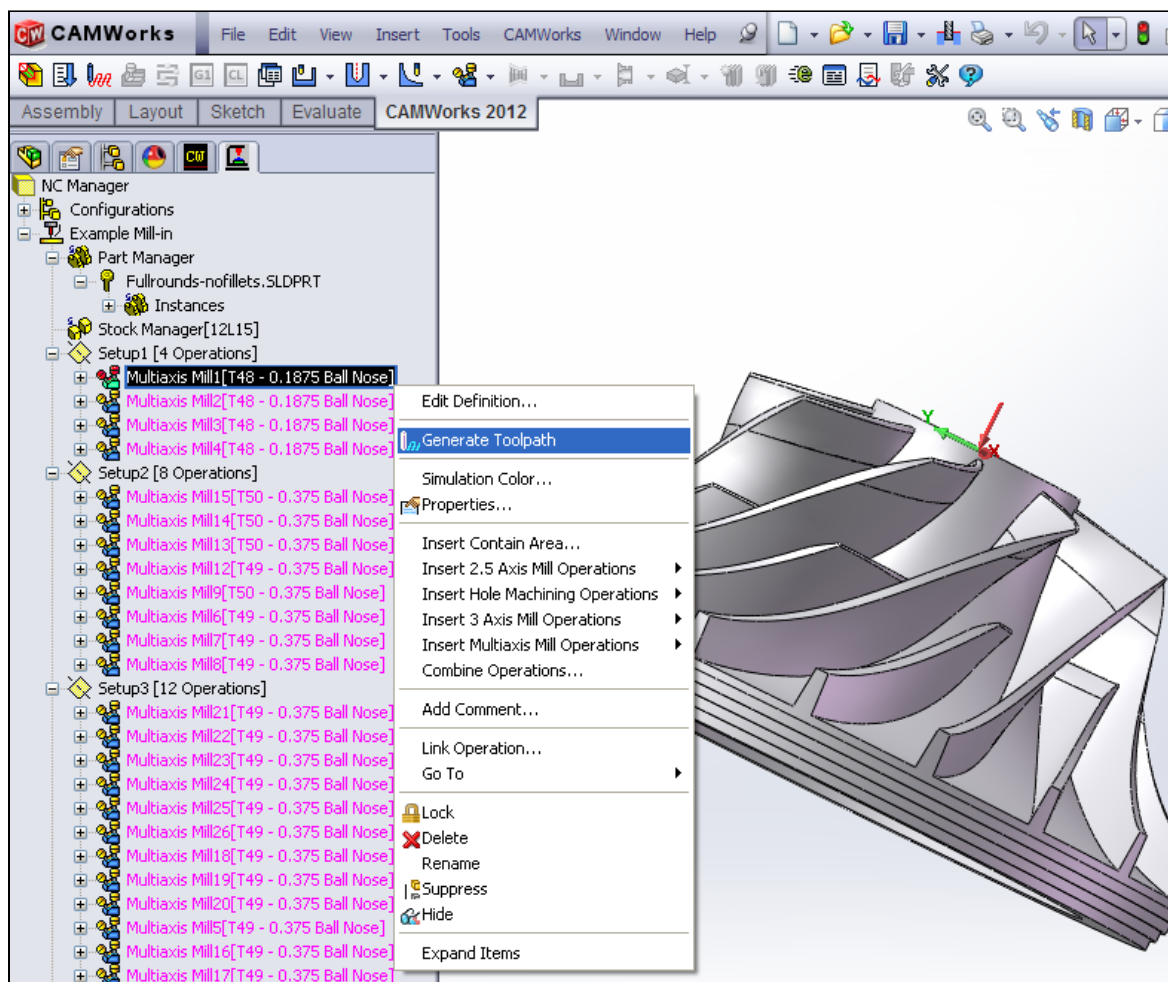 CAMWorks File Edit View Insert Tools CAMWorks Window Help
G1 CL
Assembly Layout Sketch Evaluate CAMWorks 2012
CW
NC Manager
Configurations
Example Mill-in
Part Manager
Fullrounds-nofillets.SLDPRT
Instances
Stock Manager[12L15]
Setup1 [4 Operations]
Multiaxis Mill1[T48 - 0.1875 Ball Nose]
Multiaxis Mill2[T48 - 0.1875 Ball Nose]
Multiaxis Mill3[T48 - 0.1875 Ball Nose]
Multiaxis Mill4[T48 - 0.1875 Ball Nose]
Setup2 [8 Operations]
Multiaxis Mill15[T50 - 0.375 Ball Nose]
Multiaxis Mill14[T50 - 0.375 Ball Nose]
Multiaxis Mill13[T50 - 0.375 Ball Nose]
Multiaxis Mill12[T49 - 0.375 Ball Nose]
Multiaxis Mill9[T50 - 0.375 Ball Nose]
Multiaxis Mill6[T49 - 0.375 Ball Nose]
Multiaxis Mill7[T49 - 0.375 Ball Nose]
Multiaxis Mill8[T49 - 0.375 Ball Nose]
Setup3 [12 Operations]
Multiaxis Mill21[T49 - 0.375 Ball Nose]
Multiaxis Mill22[T49 - 0.375 Ball Nose]
Multiaxis Mill23[T49 - 0.375 Ball Nose]
Multiaxis Mill24[T49 - 0.375 Ball Nose]
Multiaxis Mill25[T49 - 0.375 Ball Nose]
Multiaxis Mill26[T49 - 0.375 Ball Nose]
Multiaxis Mill18[T49 - 0.375 Ball Nose]
Multiaxis Mill19[T49 - 0.375 Ball Nose]
Multiaxis Mill20[T49 - 0.375 Ball Nose]
Multiaxis Mill5[T49 - 0.375 Ball Nose]
Multiaxis Mill16[T49 - 0.375 Ball Nose]
Multiaxis Mill17[T49 - 0.375 Ball Nose]
Edit Definition...
Generate Toolpath
Simulation Color...
Properties...
Insert Contain Area...
Insert 2.5 Axis Mill Operations
Insert Hole Machining Operations
Insert 3 Axis Mill Operations
Insert Multiaxis Mill Operations
Combine Operations...
Add Comment...
Link Operation...
Go To
Lock
Delete
Rename
Suppress
Hide
Expand Items
Y
X